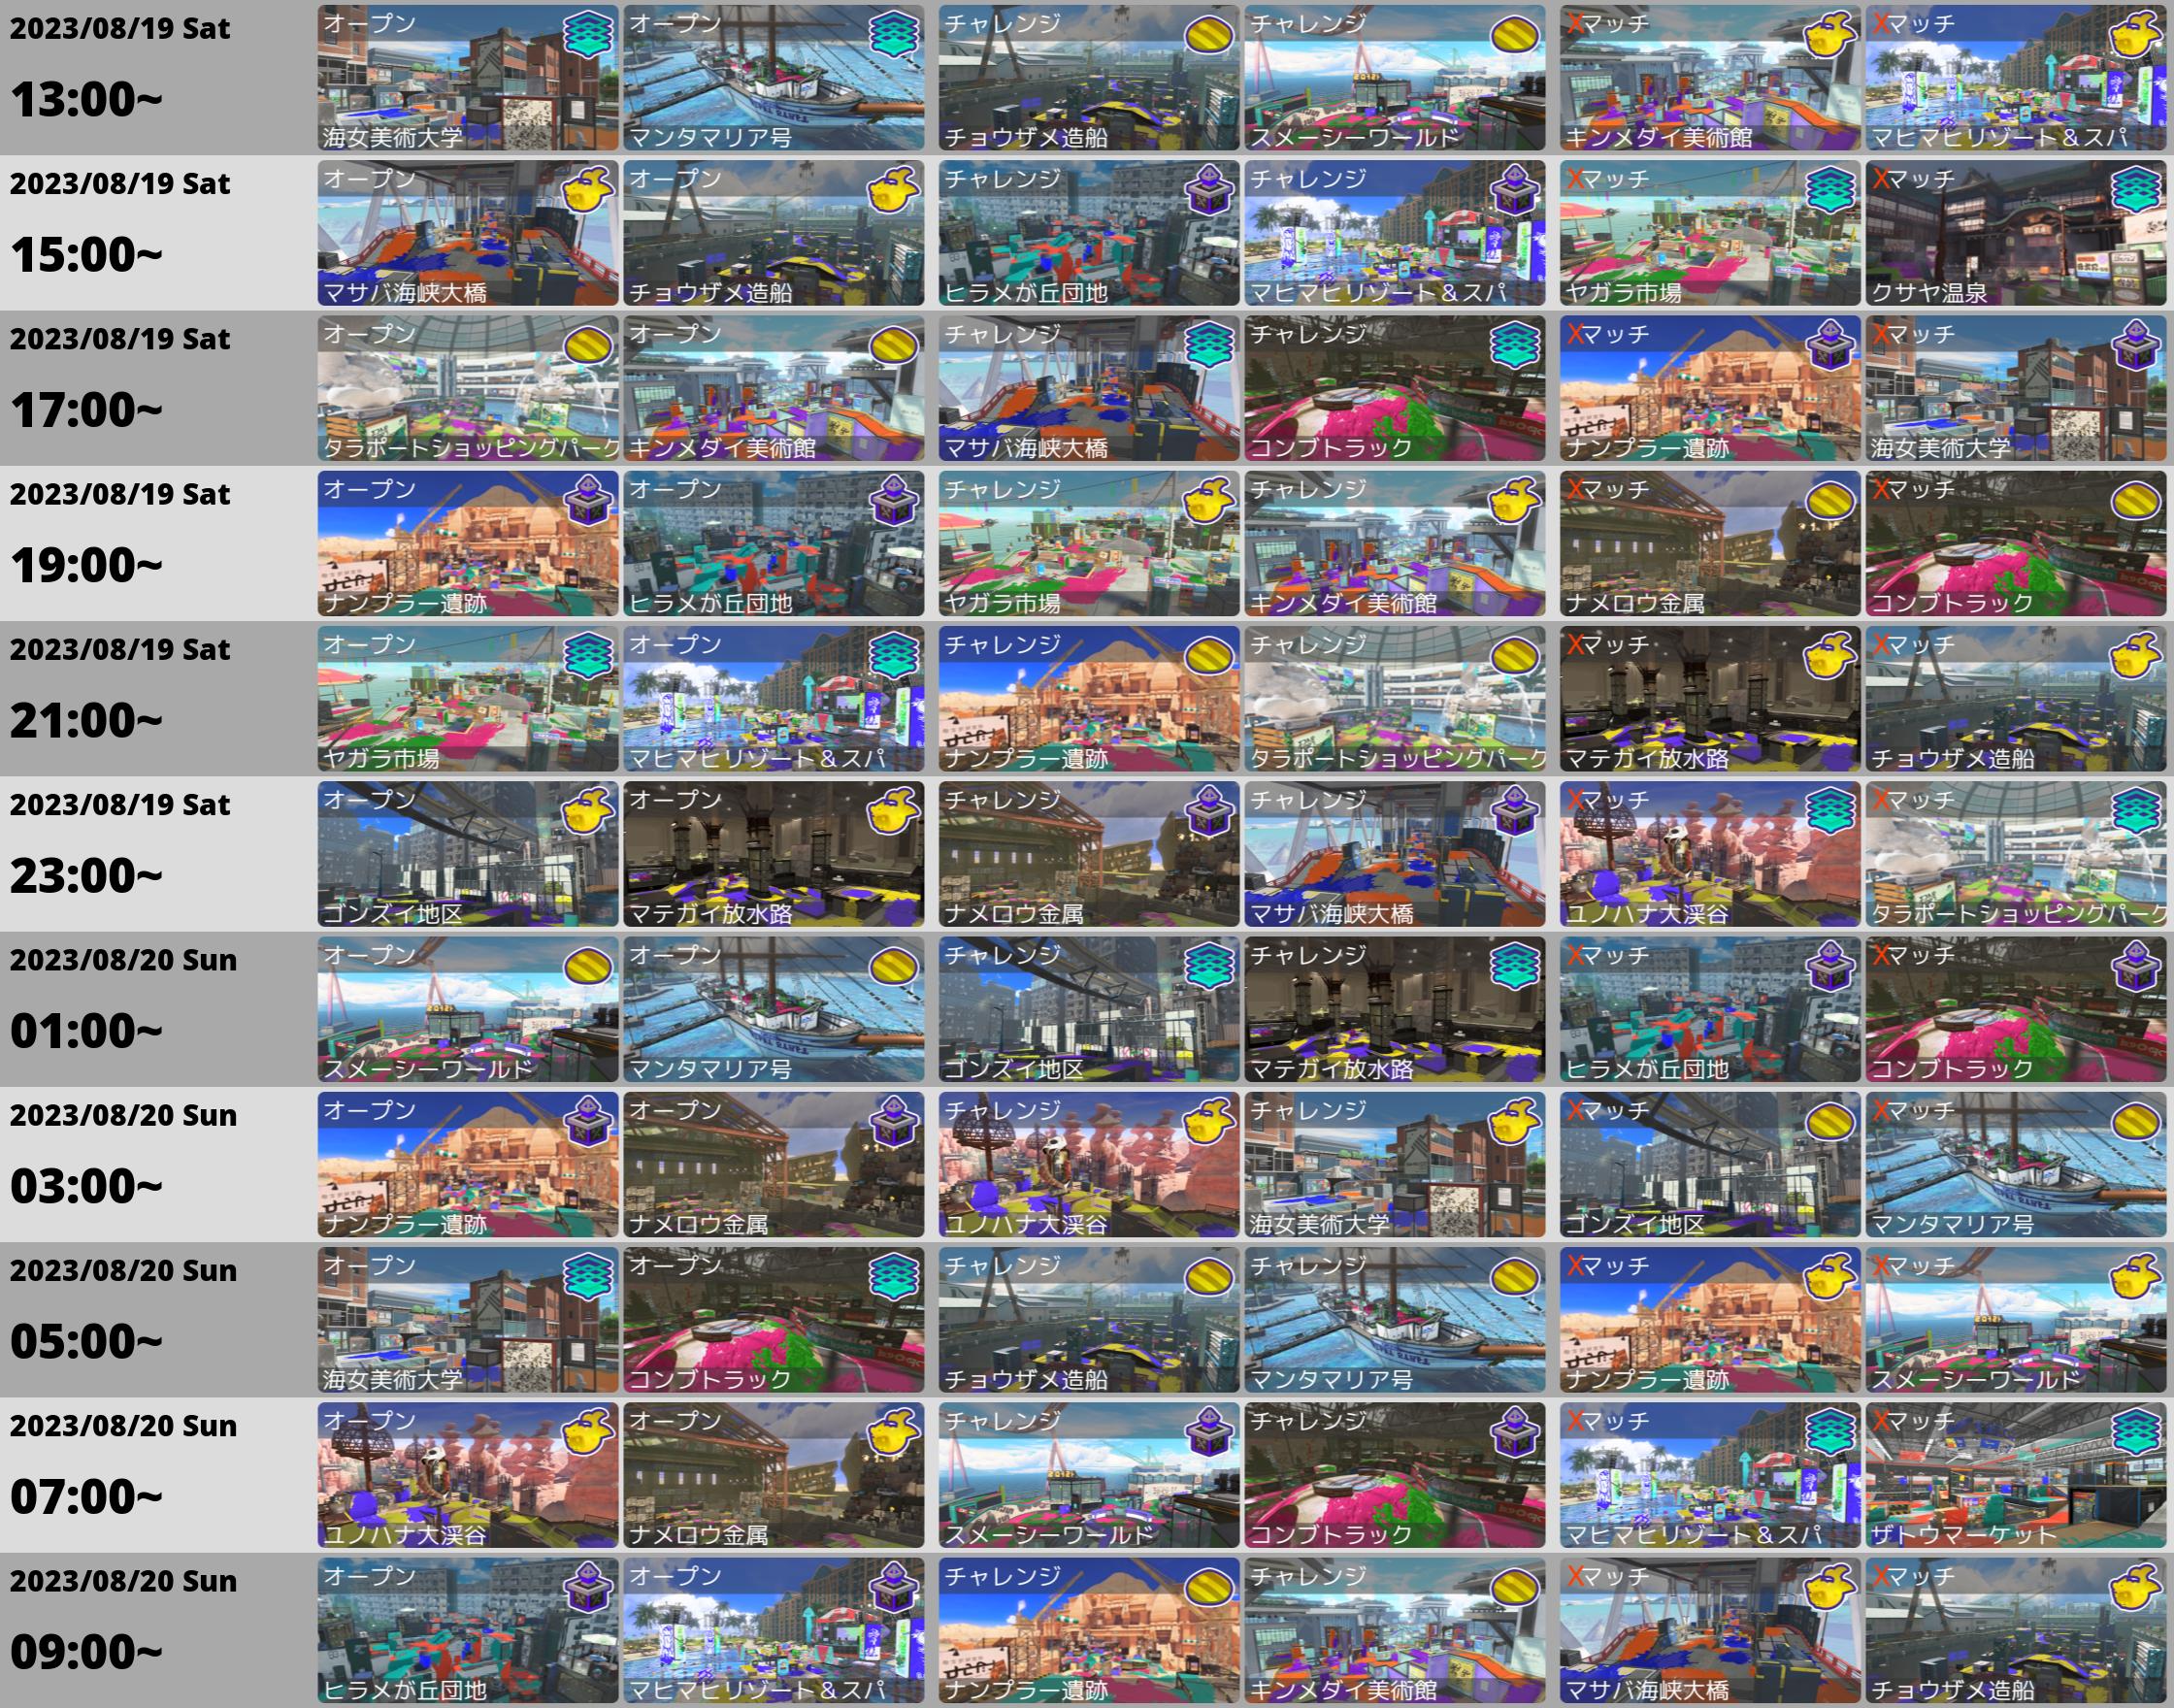 2023/08/19 Sat
13:00~
オープン オープン チャレンジ チャレンジ Xマッチ Xマッチ
海女美術大学 マンタマリア号 チョウザメ造船 スメーシーワールド キンメダイ美術館 マヒマヒリゾート＆スパ
2023/08/19 Sat
15:00~
オープン オープン チャレンジ チャレンジ Xマッチ Xマッチ
マサバ海峡大橋 チョウザメ造船 ヒラメが丘団地 マヒマヒリゾート＆スパ ヤガラ市場 クサヤ温泉
2023/08/19 Sat
17:00~
オープン オープン チャレンジ チャレンジ Xマッチ Xマッチ
タラポートショッピングパーク キンメダイ美術館 マサバ海峡大橋 コンブトラック ナンプラー遺跡 海女美術大学
2023/08/19 Sat
19:00~
オープン オープン チャレンジ チャレンジ Xマッチ Xマッチ
ナンプラー遺跡 ヒラメが丘団地 ヤガラ市場 キンメダイ美術館 ナメロウ金属 コンブトラック
2023/08/19 Sat
21:00~
オープン オープン チャレンジ チャレンジ Xマッチ Xマッチ
ヤガラ市場 マヒマヒリゾート＆スパ ナンプラー遺跡 タラポートショッピングパーク マテガイ放水路 チョウザメ造船
2023/08/19 Sat
23:00~
オープン オープン チャレンジ チャレンジ Xマッチ Xマッチ
ゴンズイ地区 マテガイ放水路 ナメロウ金属 マサバ海峡大橋 ユノハナ大渓谷 タラポートショッピングパーク
2023/08/20 Sun
01:00~
オープン オープン チャレンジ チャレンジ Xマッチ Xマッチ
スメーシーワールド マンタマリア号 ゴンズイ地区 マテガイ放水路 ヒラメが丘団地 コンブトラック
2023/08/20 Sun
03:00~
オープン オープン チャレンジ チャレンジ Xマッチ Xマッチ
ナンプラー遺跡 ナメロウ金属 ユノハナ大渓谷 海女美術大学 ゴンズイ地区 マンタマリア号
2023/08/20 Sun
05:00~
オープン オープン チャレンジ チャレンジ Xマッチ Xマッチ
海女美術大学 コンブトラック チョウザメ造船 マンタマリア号 ナンプラー遺跡 スメーシーワールド
2023/08/20 Sun
07:00~
オープン オープン チャレンジ チャレンジ Xマッチ Xマッチ
ユノハナ大渓谷 ナメロウ金属 スメーシーワールド コンブトラック マヒマヒリゾート＆スパ ザトウマーケット
2023/08/20 Sun
09:00~
オープン オープン チャレンジ チャレンジ Xマッチ Xマッチ
ヒラメが丘団地 マヒマヒリゾート＆スパ ナンプラー遺跡 キンメダイ美術館 マサバ海峡大橋 チョウザメ造船